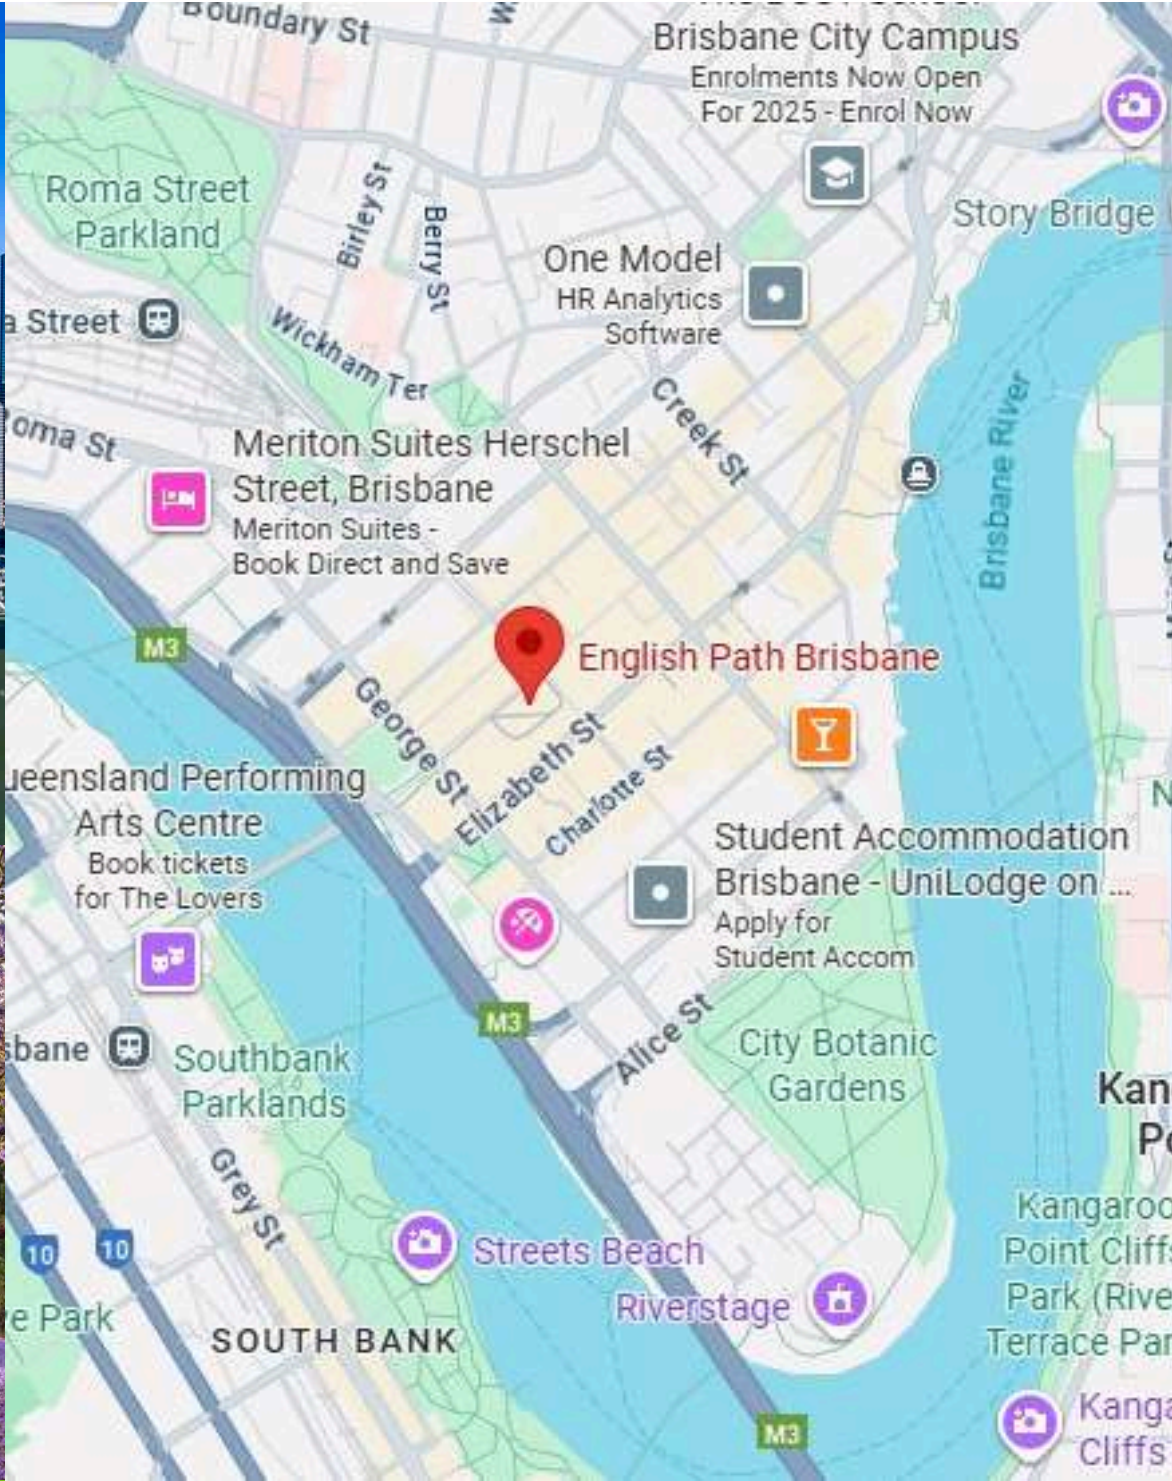 Boundary St
Brisbane City Campus
Enrolments Now Open
For 2025 - Enrol Now
Roma Street
Parkland
Birley St
Berry St
Story Bridge
One Model
HR Analytics
Software
a Street
Wickham Ter
Creek St
oma St
Meriton Suites Herschel
Street, Brisbane
Meriton Suites -
Book Direct and Save
Brisbane River
M3
English Path Brisbane
George St
Elizabeth St
Charlotte St
ueensland Performing
Arts Centre
Book tickets
for The Lovers
Student Accommodation
Brisbane - UniLodge on ...
Apply for
Student Accom
M3
Alice St
City Botanic
Gardens
sbane
Southbank
Parklands
Kan
Po
Grey St
Kangaroo
Point Cliffs
Park (Rive
Terrace Par
10
10
Streets Beach
Riverstage
e Park
SOUTH BANK
M3
Kanga
Cliffs